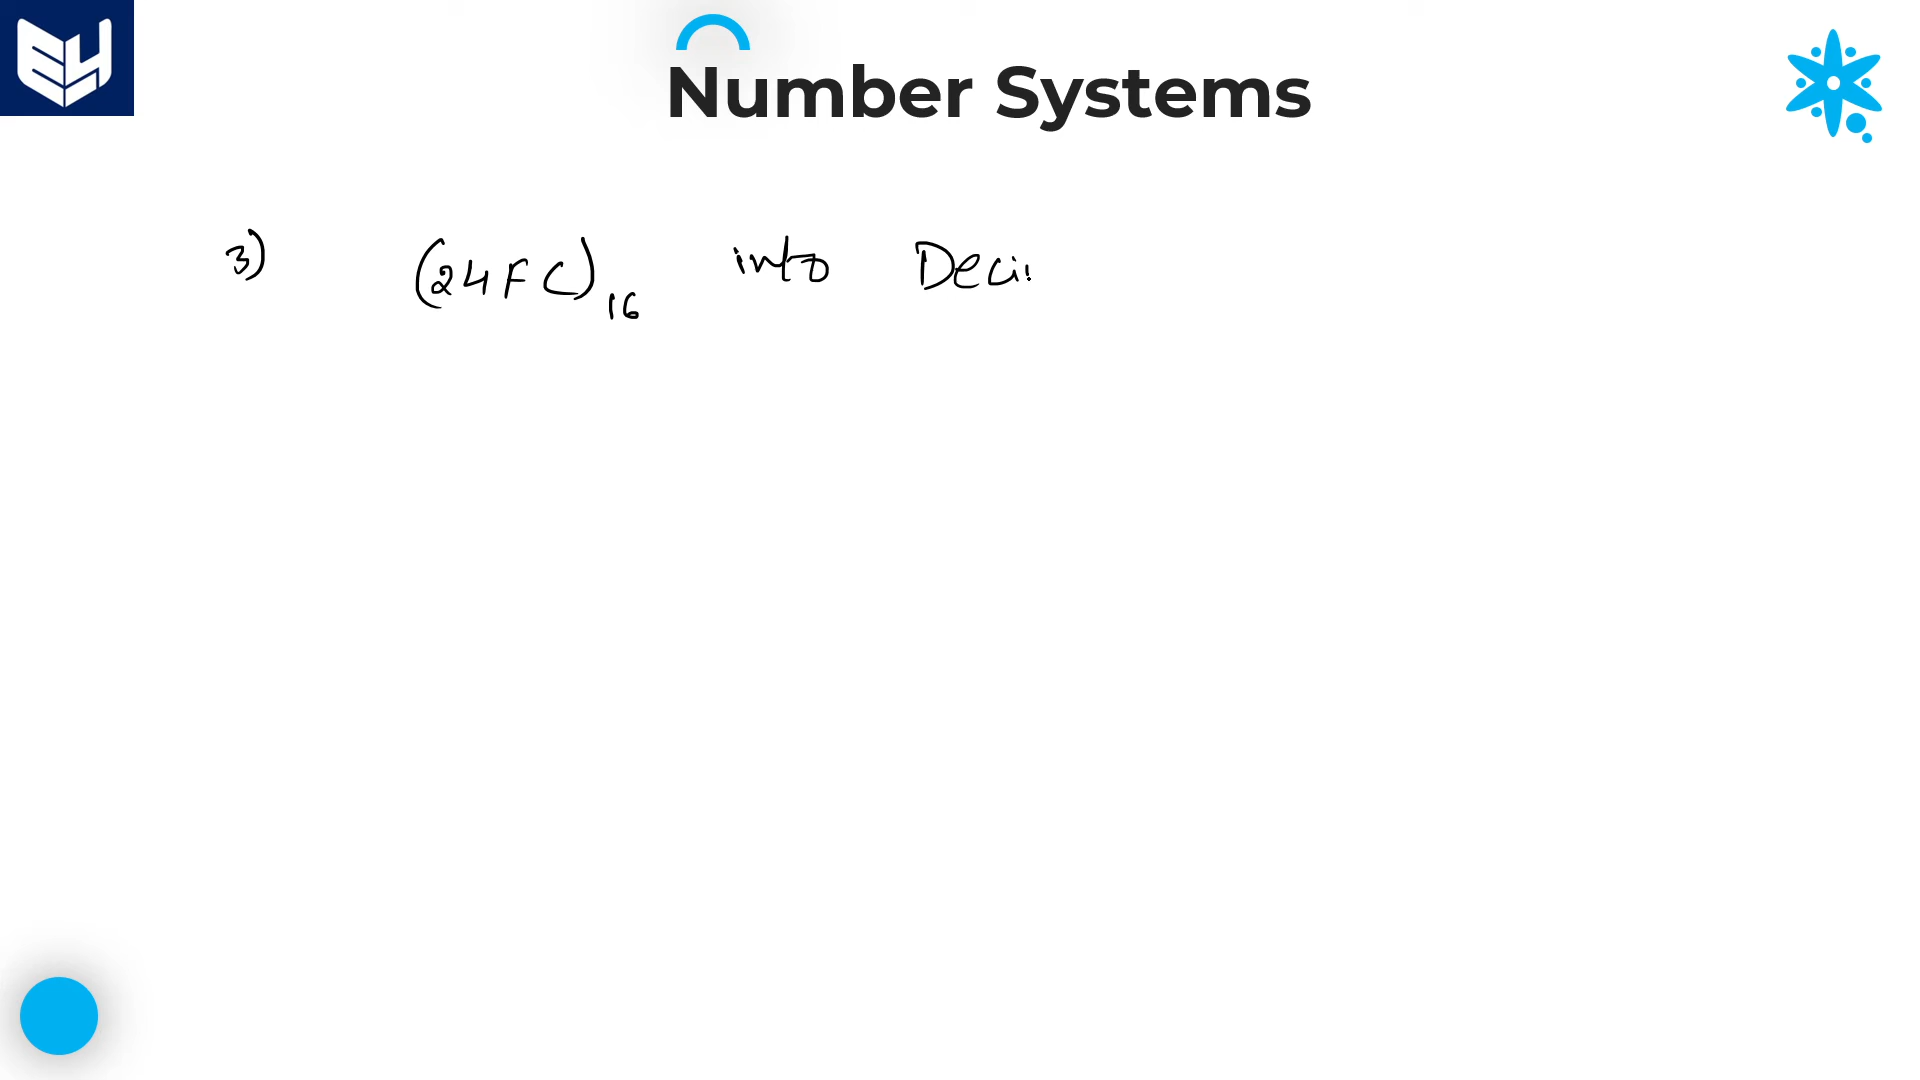 Number Systems
3) (24FC)16 into Deci